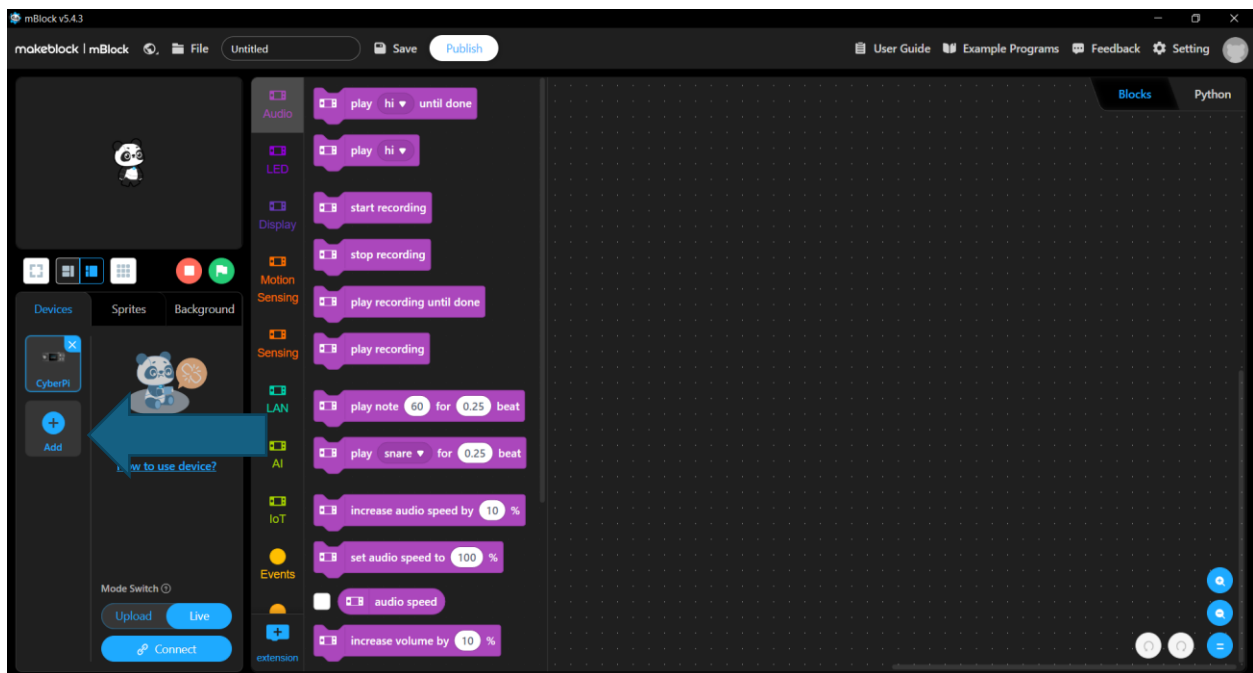 mBlock v5.4.3
makeblock | mBlock File Untitled Save Publish User Guide Example Programs Feedback Setting
Blocks Python
Devices Sprites Background
CyberPi
Add
to use device?
Mode Switch
Upload Live
Connect
Audio
LED
Display
Motion
Sensing
Sensing
LAN
AI
IoT
Events
extension
play hi until done
play hi
start recording
stop recording
play recording until done
play recording
play note 60 for 0.25 beat
play snare for 0.25 beat
increase audio speed by 10 %
set audio speed to 100 %
audio speed
increase volume by 10 %